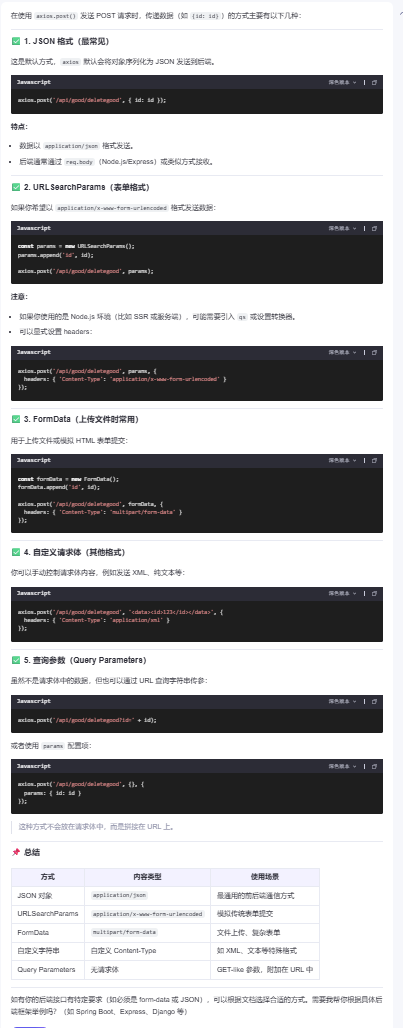 在使用 axios.post() 发送 POST 请求时，传递数据（如 {id: id}）的方式主要有以下几种：
✅ 1. JSON 格式（最常见）
这是默认方式，axios 默认会将对象序列化为 JSON 发送到后端。
Javascript
axios.post('/api/good/deletegood', { id: id });
特点：
• 数据以 application/json 格式发送。
• 后端通常通过 req.body（Node.js/Express）或类似方式接收。
✅ 2. URLSearchParams（表单格式）
如果你希望以 application/x-www-form-urlencoded 格式发送数据：
Javascript
const params = new URLSearchParams();
params.append('id', id);
axios.post('/api/good/deletegood', params);
注意：
• 如果你使用的是 Node.js 环境（比如 SSR 或服务端），可能需要引入 qs 或设置转换器。
• 可以显式设置 headers：
Javascript
axios.post('/api/good/deletegood', params, {
  headers: { 'Content-Type': 'application/x-www-form-urlencoded' }
});
✅ 3. FormData（上传文件时常用）
用于上传文件或模拟 HTML 表单提交：
Javascript
const formData = new FormData();
formData.append('id', id);
axios.post('/api/good/deletegood', formData, {
  headers: { 'Content-Type': 'multipart/form-data' }
});
✅ 4. 自定义请求体（其他格式）
你可以手动控制请求体内容，例如发送 XML、纯文本等：
Javascript
axios.post('/api/good/deletegood', '<data><id>123</id></data>', {
  headers: { 'Content-Type': 'application/xml' }
});
✅ 5. 查询参数（Query Parameters）
虽然不是请求体中的数据，但也可以通过 URL 查询字符串传参：
Javascript
axios.post('/api/good/deletegood?id=' + id);
或者使用 params 配置项：
Javascript
axios.post('/api/good/deletegood', {}, {
  params: { id: id }
});
这种方式不会放在请求体中，而是拼接在 URL 上。
📌 总结
方式 内容类型 使用场景
JSON 对象 application/json 最通用的前后端通信方式
URLSearchParams application/x-www-form-urlencoded 模拟传统表单提交
FormData multipart/form-data 文件上传、复杂表单
自定义字符串 自定义 Content-Type 如 XML、文本等特殊格式
Query Parameters 无请求体 GET-like 参数，附加在 URL 中
如有你的后端接口有特定要求（如必须是 form-data 或 JSON），可以根据文档选择合适的方式。需要我帮你根据具体后
端框架举例吗？（如 Spring Boot、Express、Django 等）